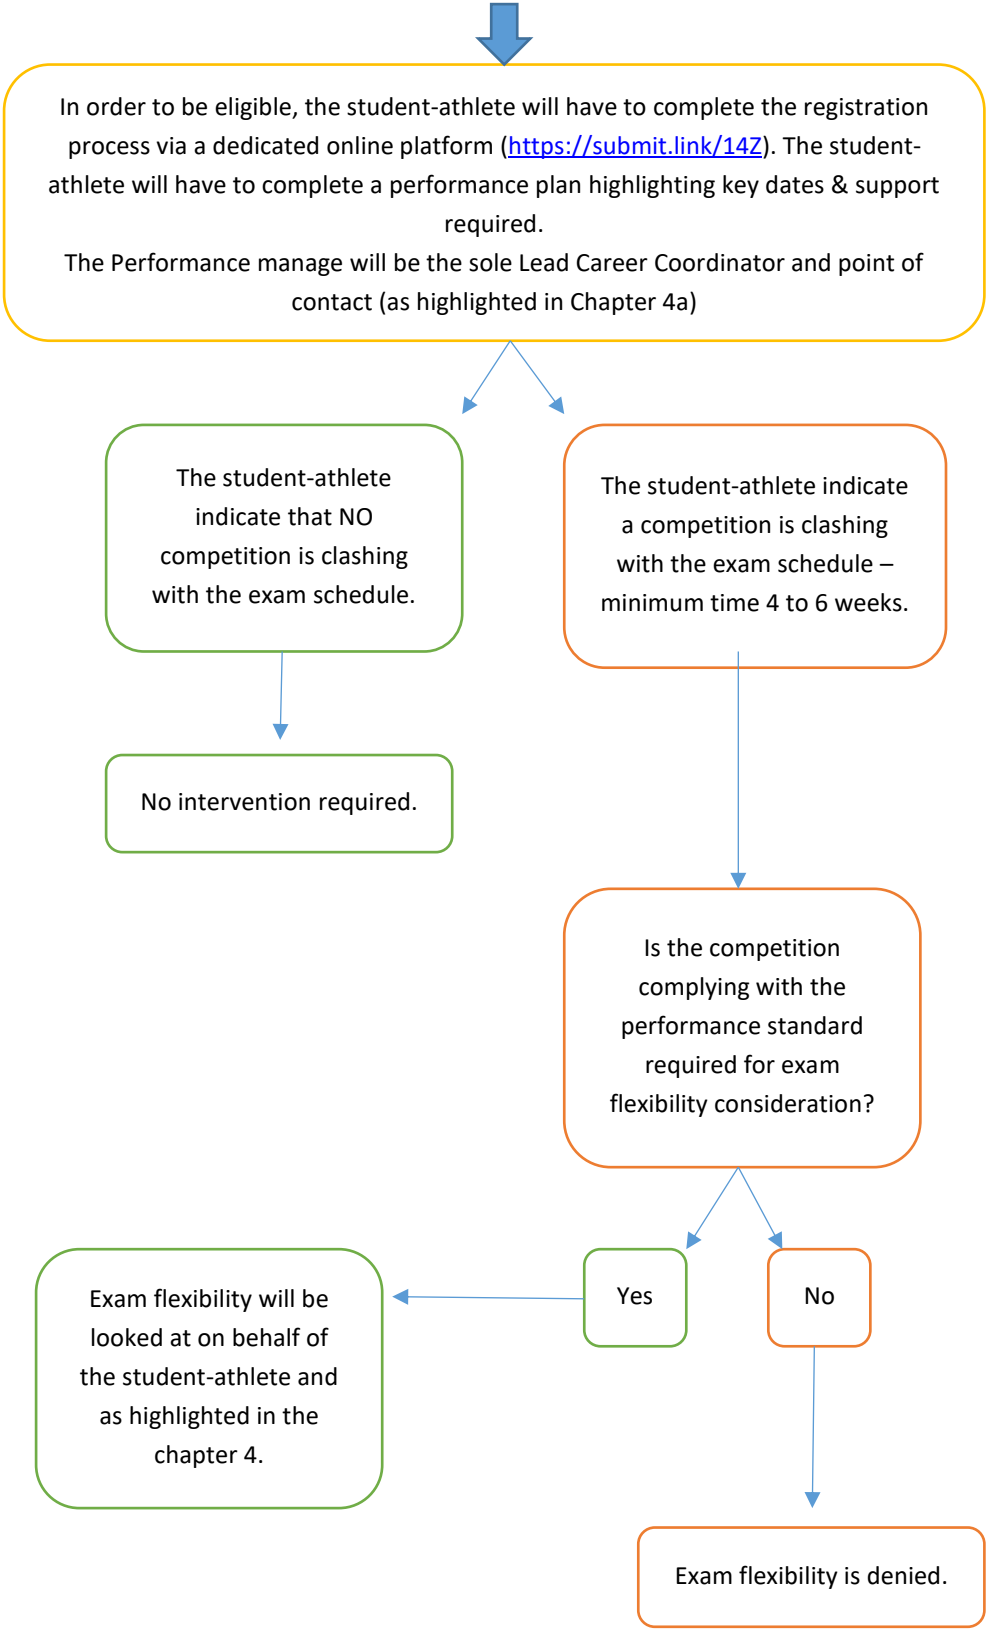 In order to be eligible, the student-athlete will have to complete the registration
process via a dedicated online platform (https://submit.link/14Z). The student-
athlete will have to complete a performance plan highlighting key dates & support
required.
The Performance manage will be the sole Lead Career Coordinator and point of
contact (as highlighted in Chapter 4a)
The student-athlete
indicate that NO
competition is clashing
with the exam schedule.
The student-athlete indicate
a competition is clashing
with the exam schedule –
minimum time 4 to 6 weeks.
No intervention required.
Is the competition
complying with the
performance standard
required for exam
flexibility consideration?
Yes
No
Exam flexibility will be
looked at on behalf of
the student-athlete and
as highlighted in the
chapter 4.
Exam flexibility is denied.